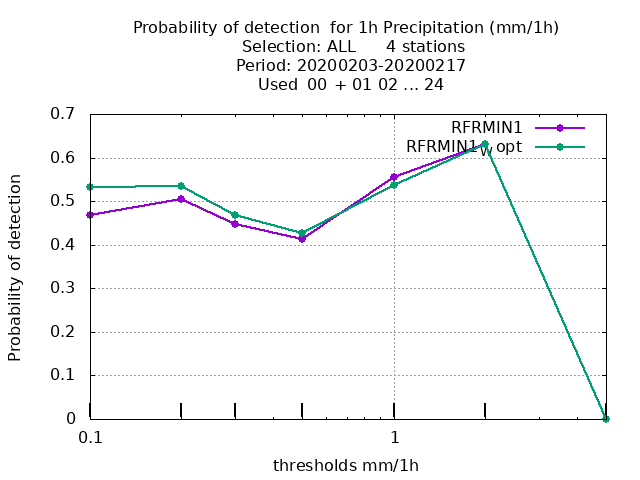 Probability of detection  for 1h Precipitation (mm/1h)
Selection: ALL      4 stations
Period: 20200203-20200217
Used  00  + 01 02 ... 24
RFRMIN1
RFRMIN1w opt
0.7
0.6
0.5
0.4
0.3
0.2
0.1
0
Probability of detection
0.1
1
thresholds mm/1h